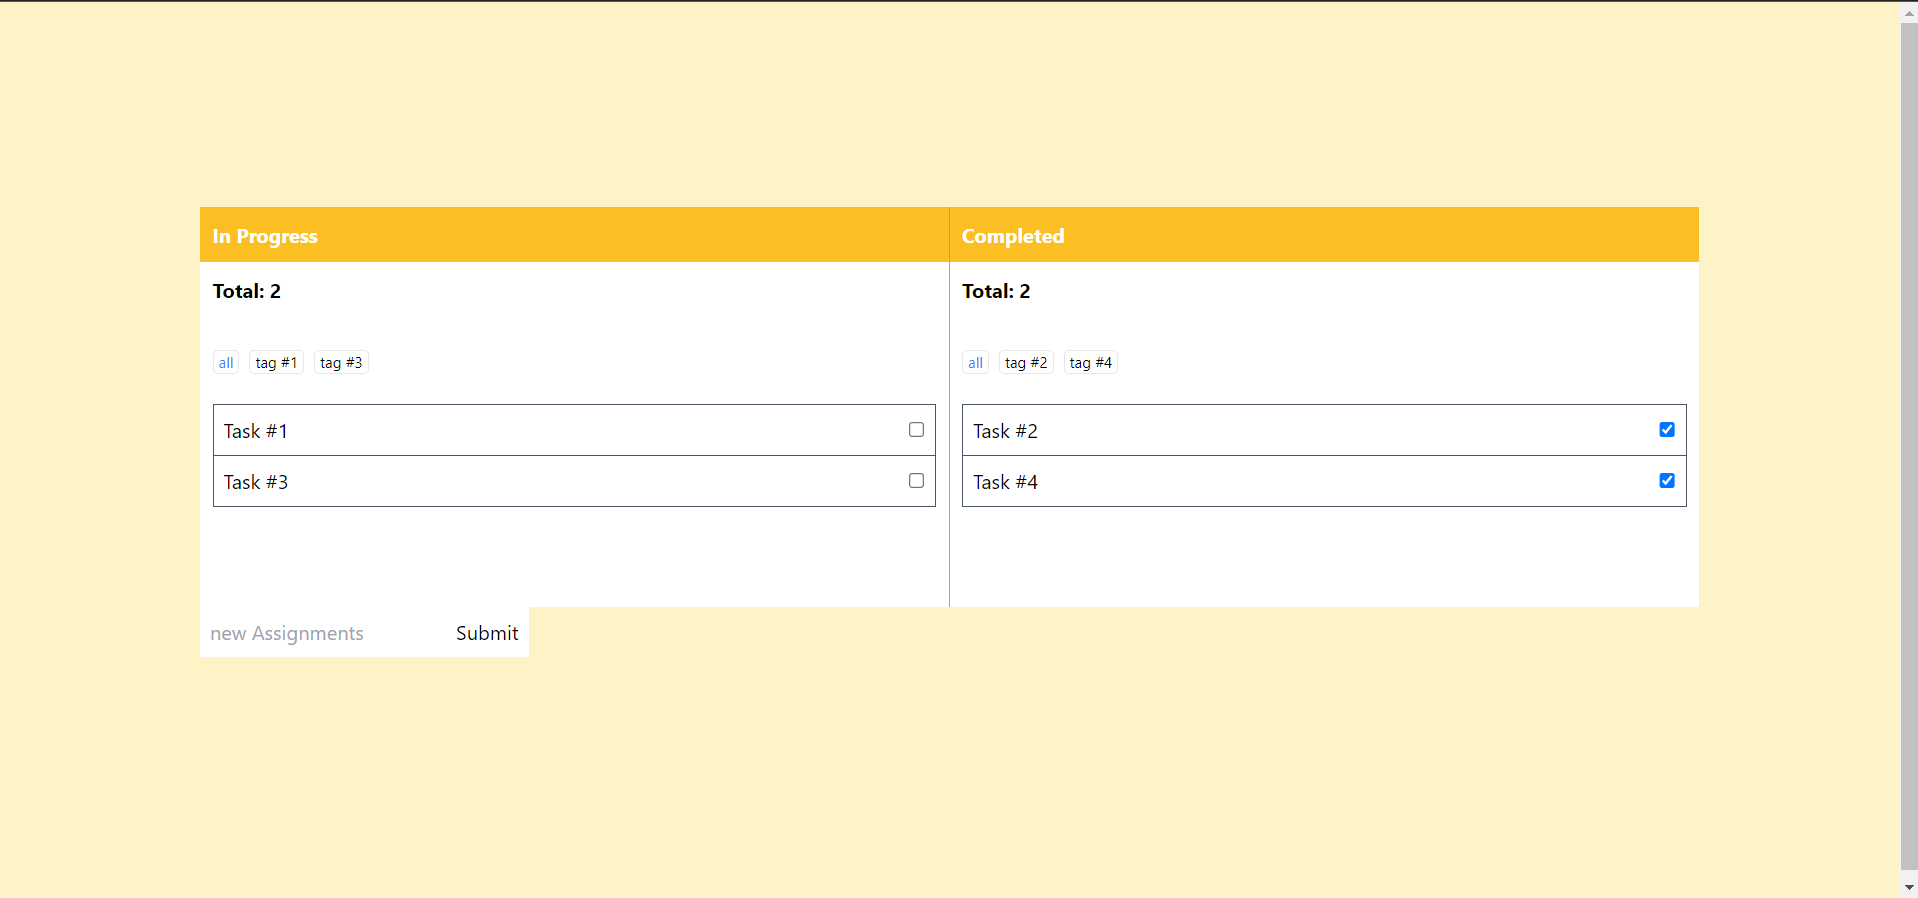 In Progress
Total: 2
all tag #1 tag #3
Task #1
Task #3
Completed
Total: 2
all tag #2 tag #4
Task #2
Task #4
new Assignments Submit